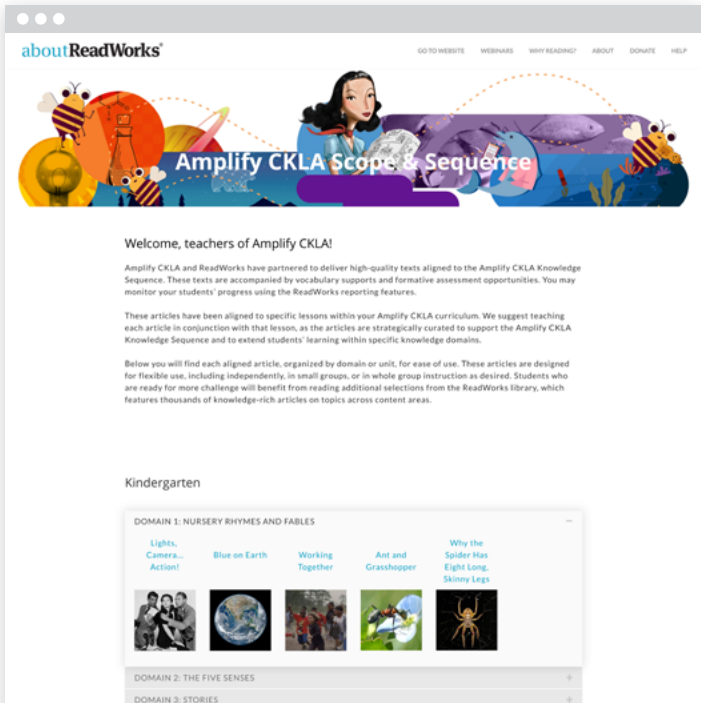 aboutReadWorks®
GO TO WEBSITE WEBINARS WHY READING? ABOUT DONATE HELP
Amplify CKLA Scope & Sequence
Welcome, teachers of Amplify CKLA!
Amplify CKLA and ReadWorks have partnered to deliver high-quality texts aligned to the Amplify CKLA Knowledge
Sequence. These texts are accompanied by vocabulary supports and formative assessment opportunities. You may
monitor your students' progress using the ReadWorks reporting features.
These articles have been aligned to specific lessons within your Amplify CKLA curriculum. We suggest teaching
each article in conjunction with that lesson, as the articles are strategically curated to support the Amplify CKLA
Knowledge Sequence and to extend students' learning within specific knowledge domains.
Below you will find each aligned article, organized by domain or unit, for ease of use. These articles are designed
for flexible use, including independently, in small groups, or in whole group instruction as desired. Students who
are ready for more challenge will benefit from reading additional selections from the ReadWorks library, which
features thousands of knowledge-rich articles on topics across content areas.
Kindergarten
DOMAIN 1: NURSERY RHYMES AND FABLES
Lights,
Camera...
Action!
Blue on Earth
Working
Together
Ant and
Grasshopper
Why the
Spider Has
Eight Long,
Skinny Legs
DOMAIN 2: THE FIVE SENSES
DOMAIN 3: STORIES